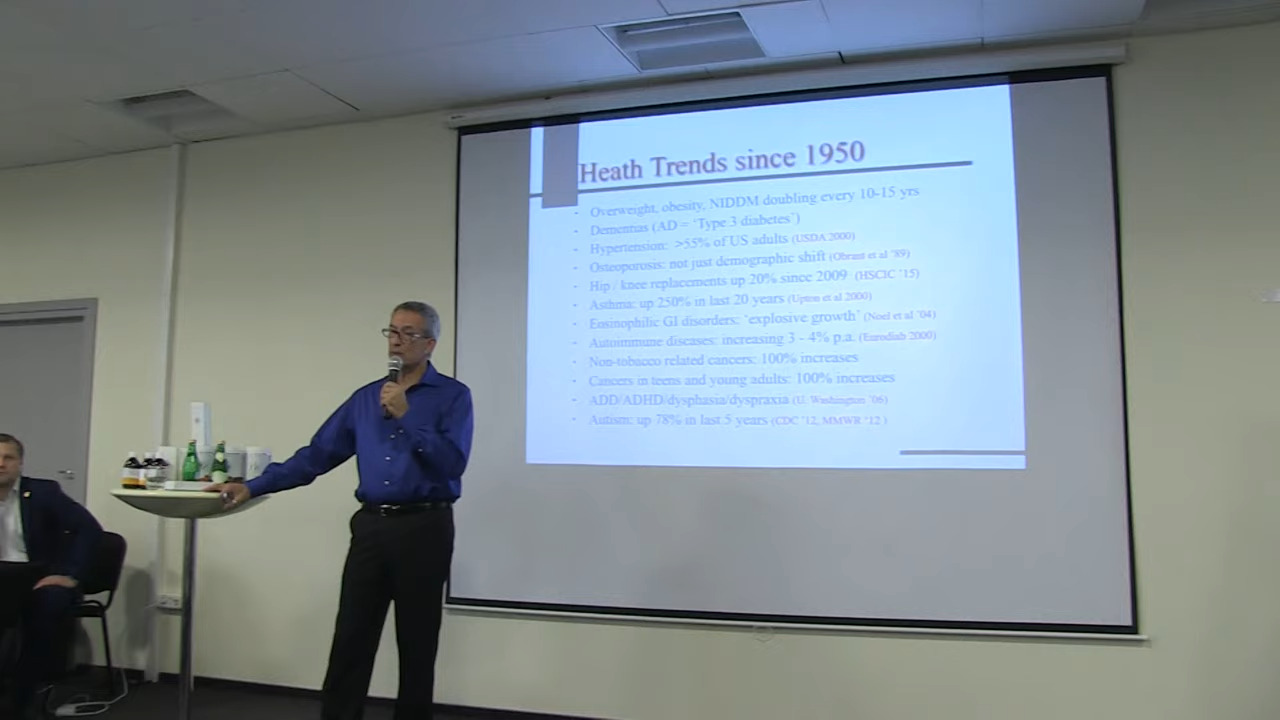 Heath Trends since 1950
- Overweight, obesity, NIDDM doubling every 10-15 yrs
- Dementias (AD = ‘Type 3 diabetes’)
- Hypertension: >55% of US adults (USDA 2000)
- Osteoporosis: not just demographic shift (Obrant et al ’89)
- Hip / knee replacements up 20% since 2009 (HSCIC ’15)
- Asthma: up 250% in last 20 years (Upton et al 2000)
- Eosinophilic GI disorders: ‘explosive growth’ (Noel et al ’04)
- Autoimmune diseases: increasing 3 - 4% p.a. (Eurodiab 2000)
- Non-tobacco related cancers: 100% increases
- Cancers in teens and young adults: 100% increases
- ADD/ADHD/dysphasia/dyspraxia (U. Washington ’06)
- Autism: up 78% in last 5 years (CDC ’12, MMWR ’12 )